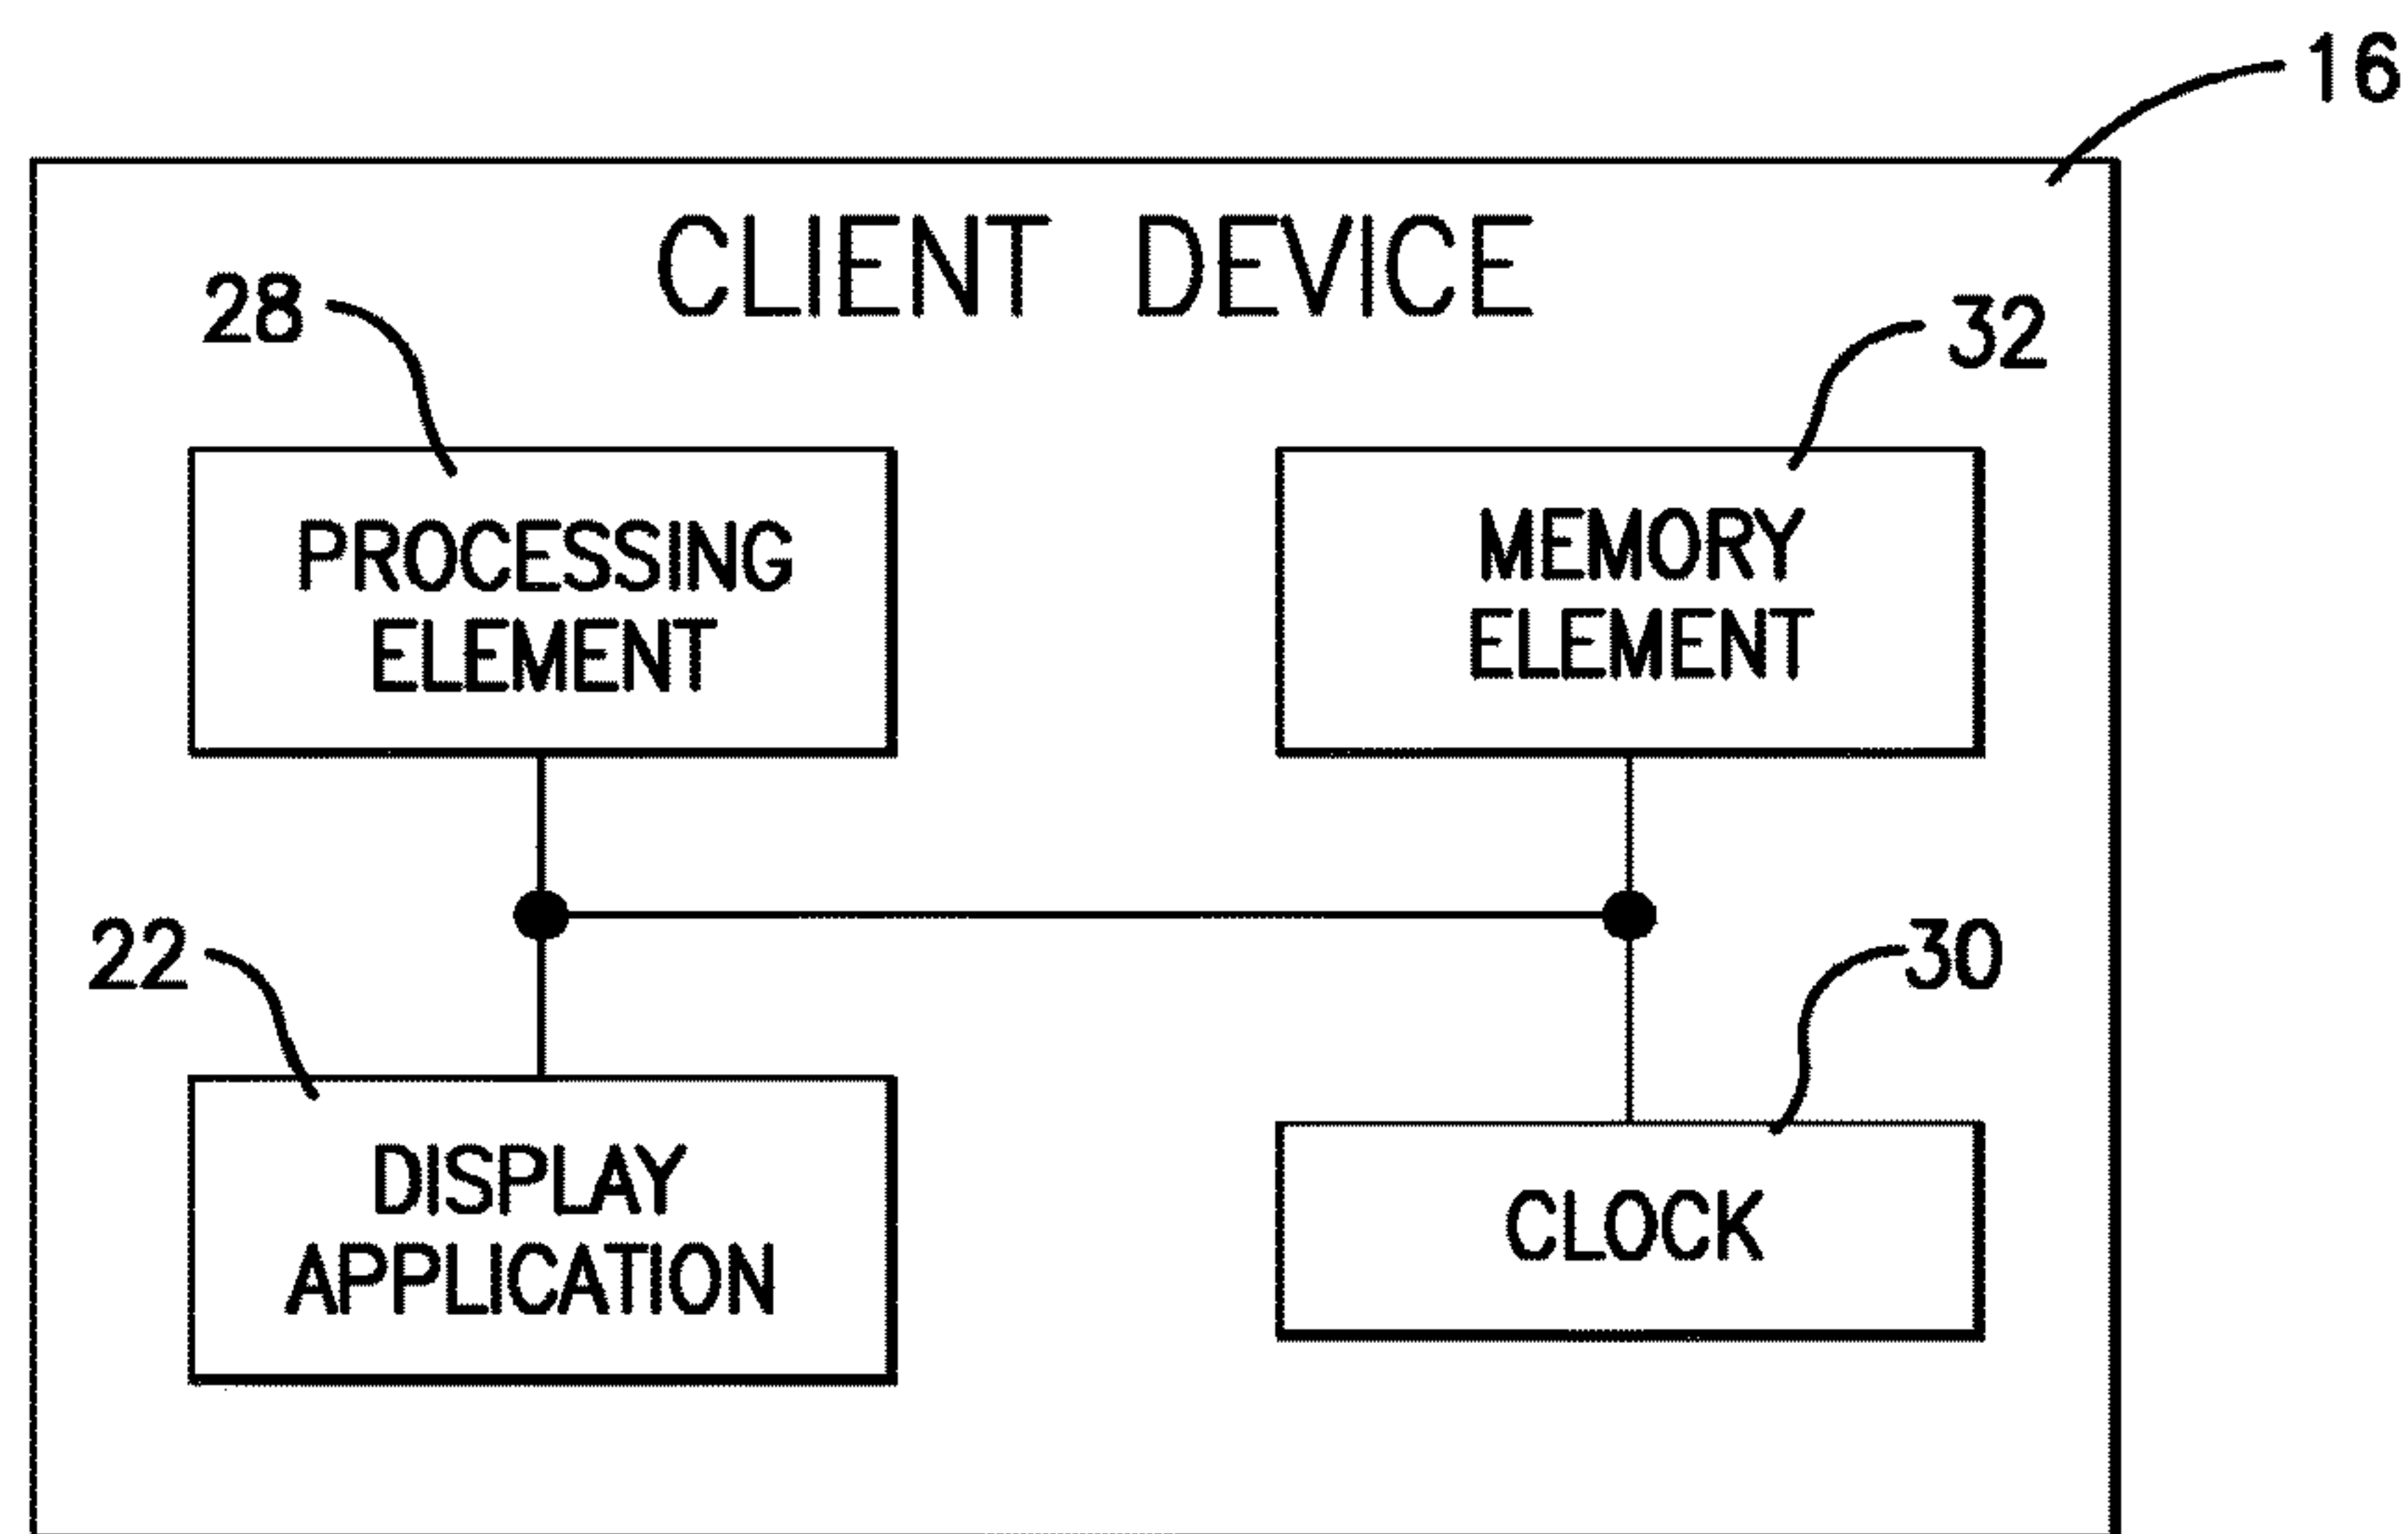 16
CLIENT DEVICE
28
32
PROCESSING
ELEMENT
MEMORY
ELEMENT
22
30
DISPLAY
APPLICATION
CLOCK